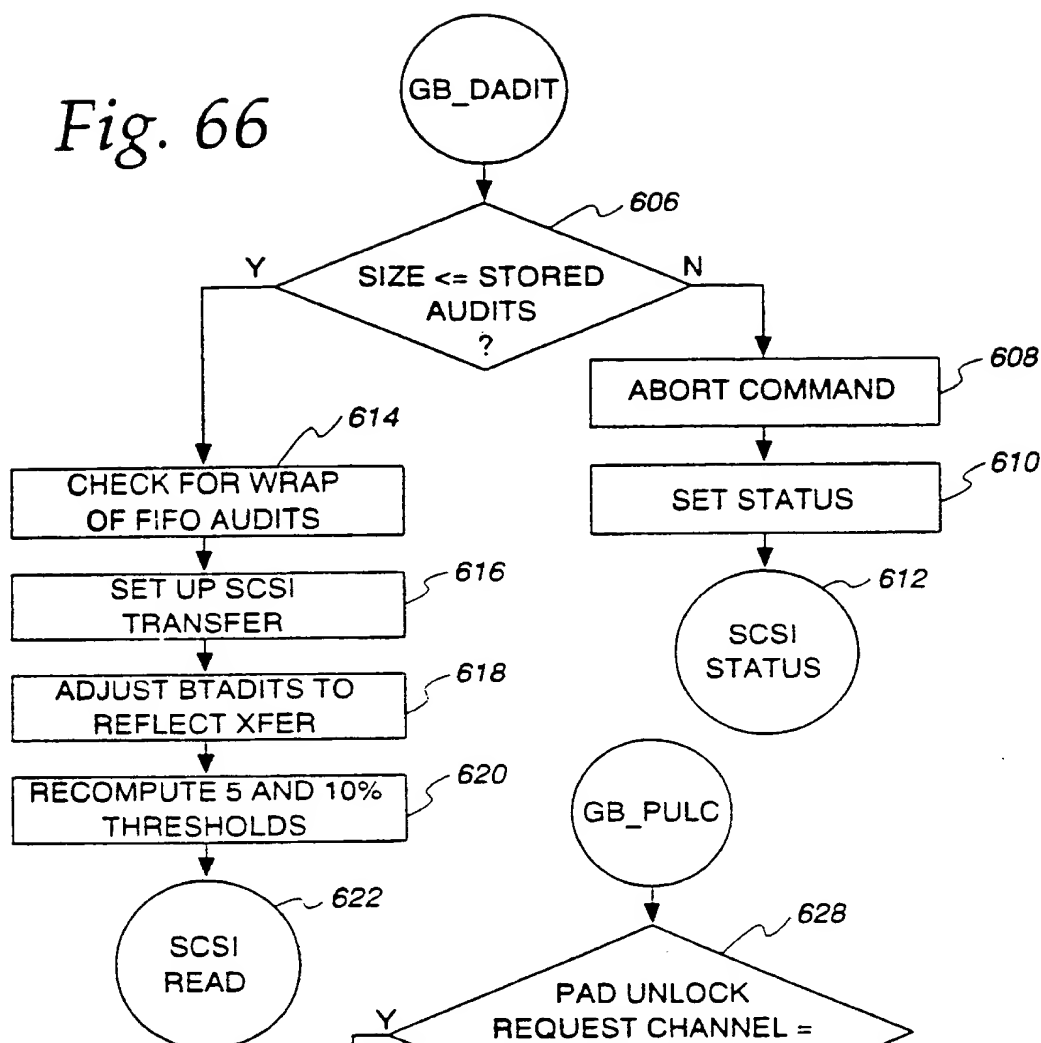 Fig. 66
GB_DADIT
606
Y
N
SIZE <= STORED
AUDITS
?
608
ABORT COMMAND
610
SET STATUS
612
SCSI
STATUS
614
CHECK FOR WRAP
OF FIFO AUDITS
616
SET UP SCSI
TRANSFER
618
ADJUST BTADITS TO
REFLECT XFER
620
RECOMPUTE 5 AND 10%
THRESHOLDS
622
SCSI
READ
GB_PULC
628
Y
PAD UNLOCK
REQUEST CHANNEL =